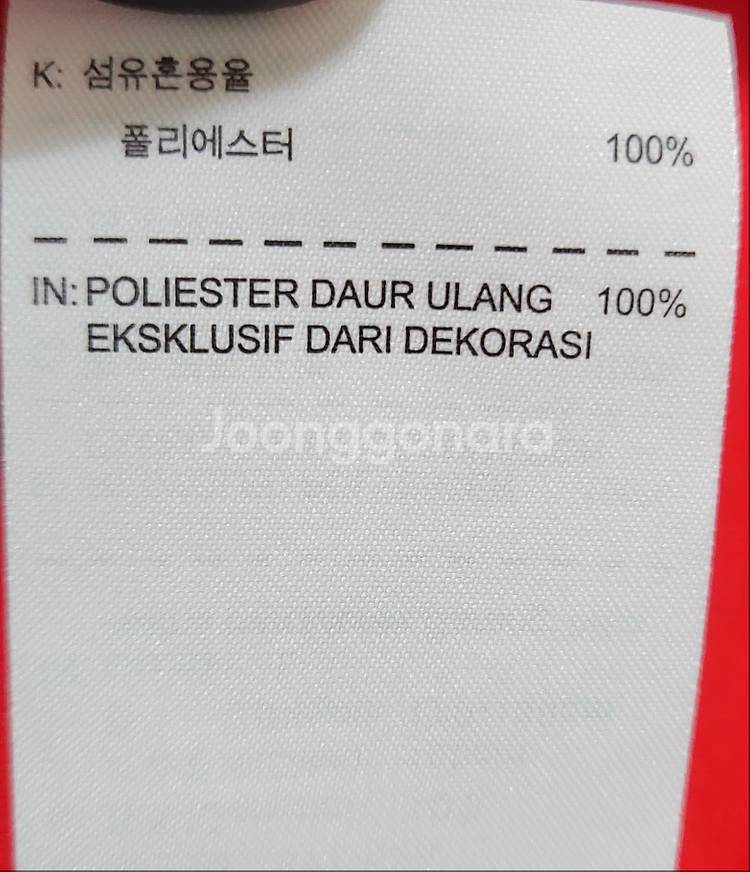 K: 섬유혼용율
폴리에스터 100%
IN: POLIESTER DAUR ULANG 100%
EKSKLUSIF DARI DEKORASI
Joonggonara